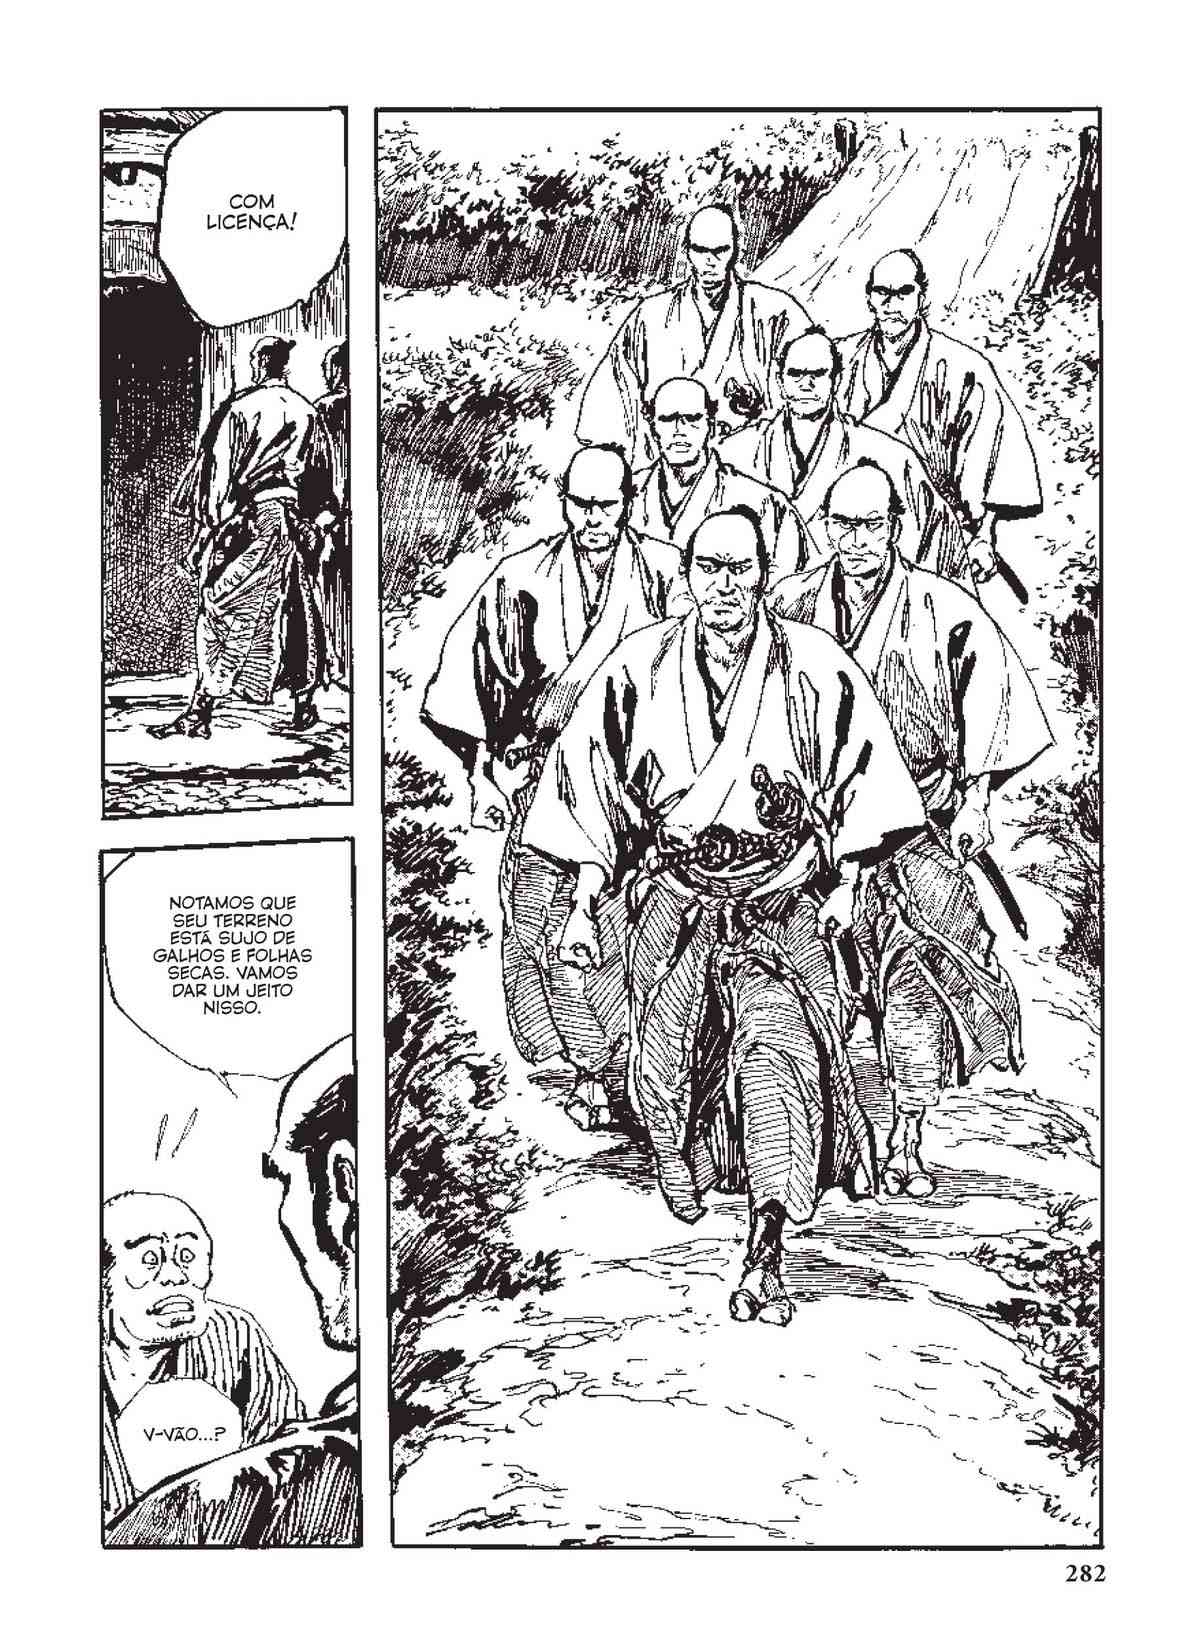 COM
LICENÇA!
NOTAMOS QUE
SEU TERRENO
ESTÁ SUJO DE
GALHOS E FOLHAS
SECAS. VAMOS
DAR UM JEITO
NISSO.
V-VÃO...?
282